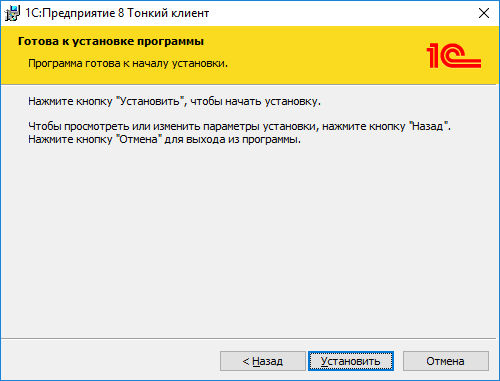 1С:Предприятие 8 Тонкий клиент
Готова к установке программы
Программа готова к началу установки.
1С
Нажмите кнопку "Установить", чтобы начать установку.
Чтобы просмотреть или изменить параметры установки, нажмите кнопку "Назад".
Нажмите кнопку "Отмена" для выхода из программы.
< Назад
Установить
Отмена